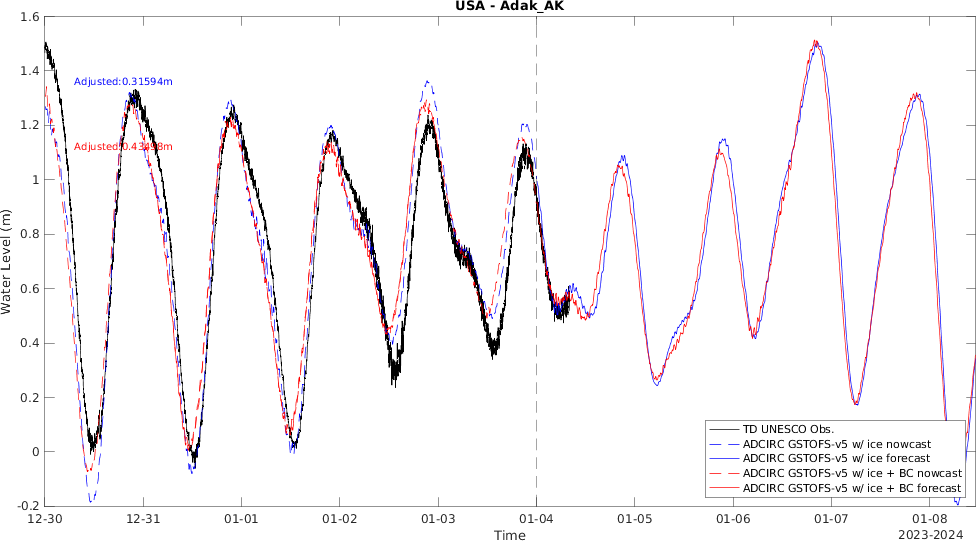 USA - Adak_AK
1.6
1.4
1.2
1
0.8
0.6
0.4
0.2
0
-0.2
Water Level (m)
Adjusted:0.31594m
Adjusted:0.43498m
TD UNESCO Obs.
ADCIRC GSTOFS-v5 w/ ice nowcast
ADCIRC GSTOFS-v5 w/ ice forecast
ADCIRC GSTOFS-v5 w/ ice + BC nowcast
ADCIRC GSTOFS-v5 w/ ice + BC forecast
12-30 12-31 01-01 01-02 01-03 01-04 01-05 01-06 01-07 01-08
Time
2023-2024